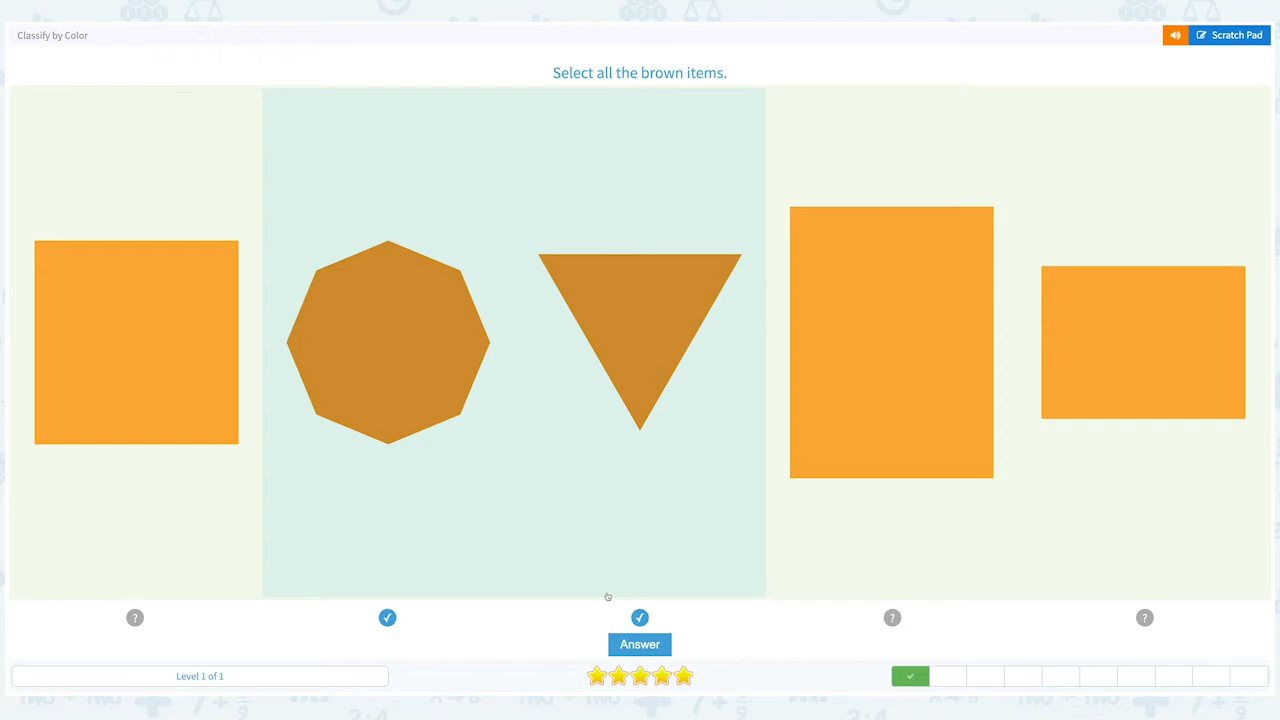 Classify by Color
Scratch Pad
Select all the brown items.
?
?
?
Answer
Level 1 of 1